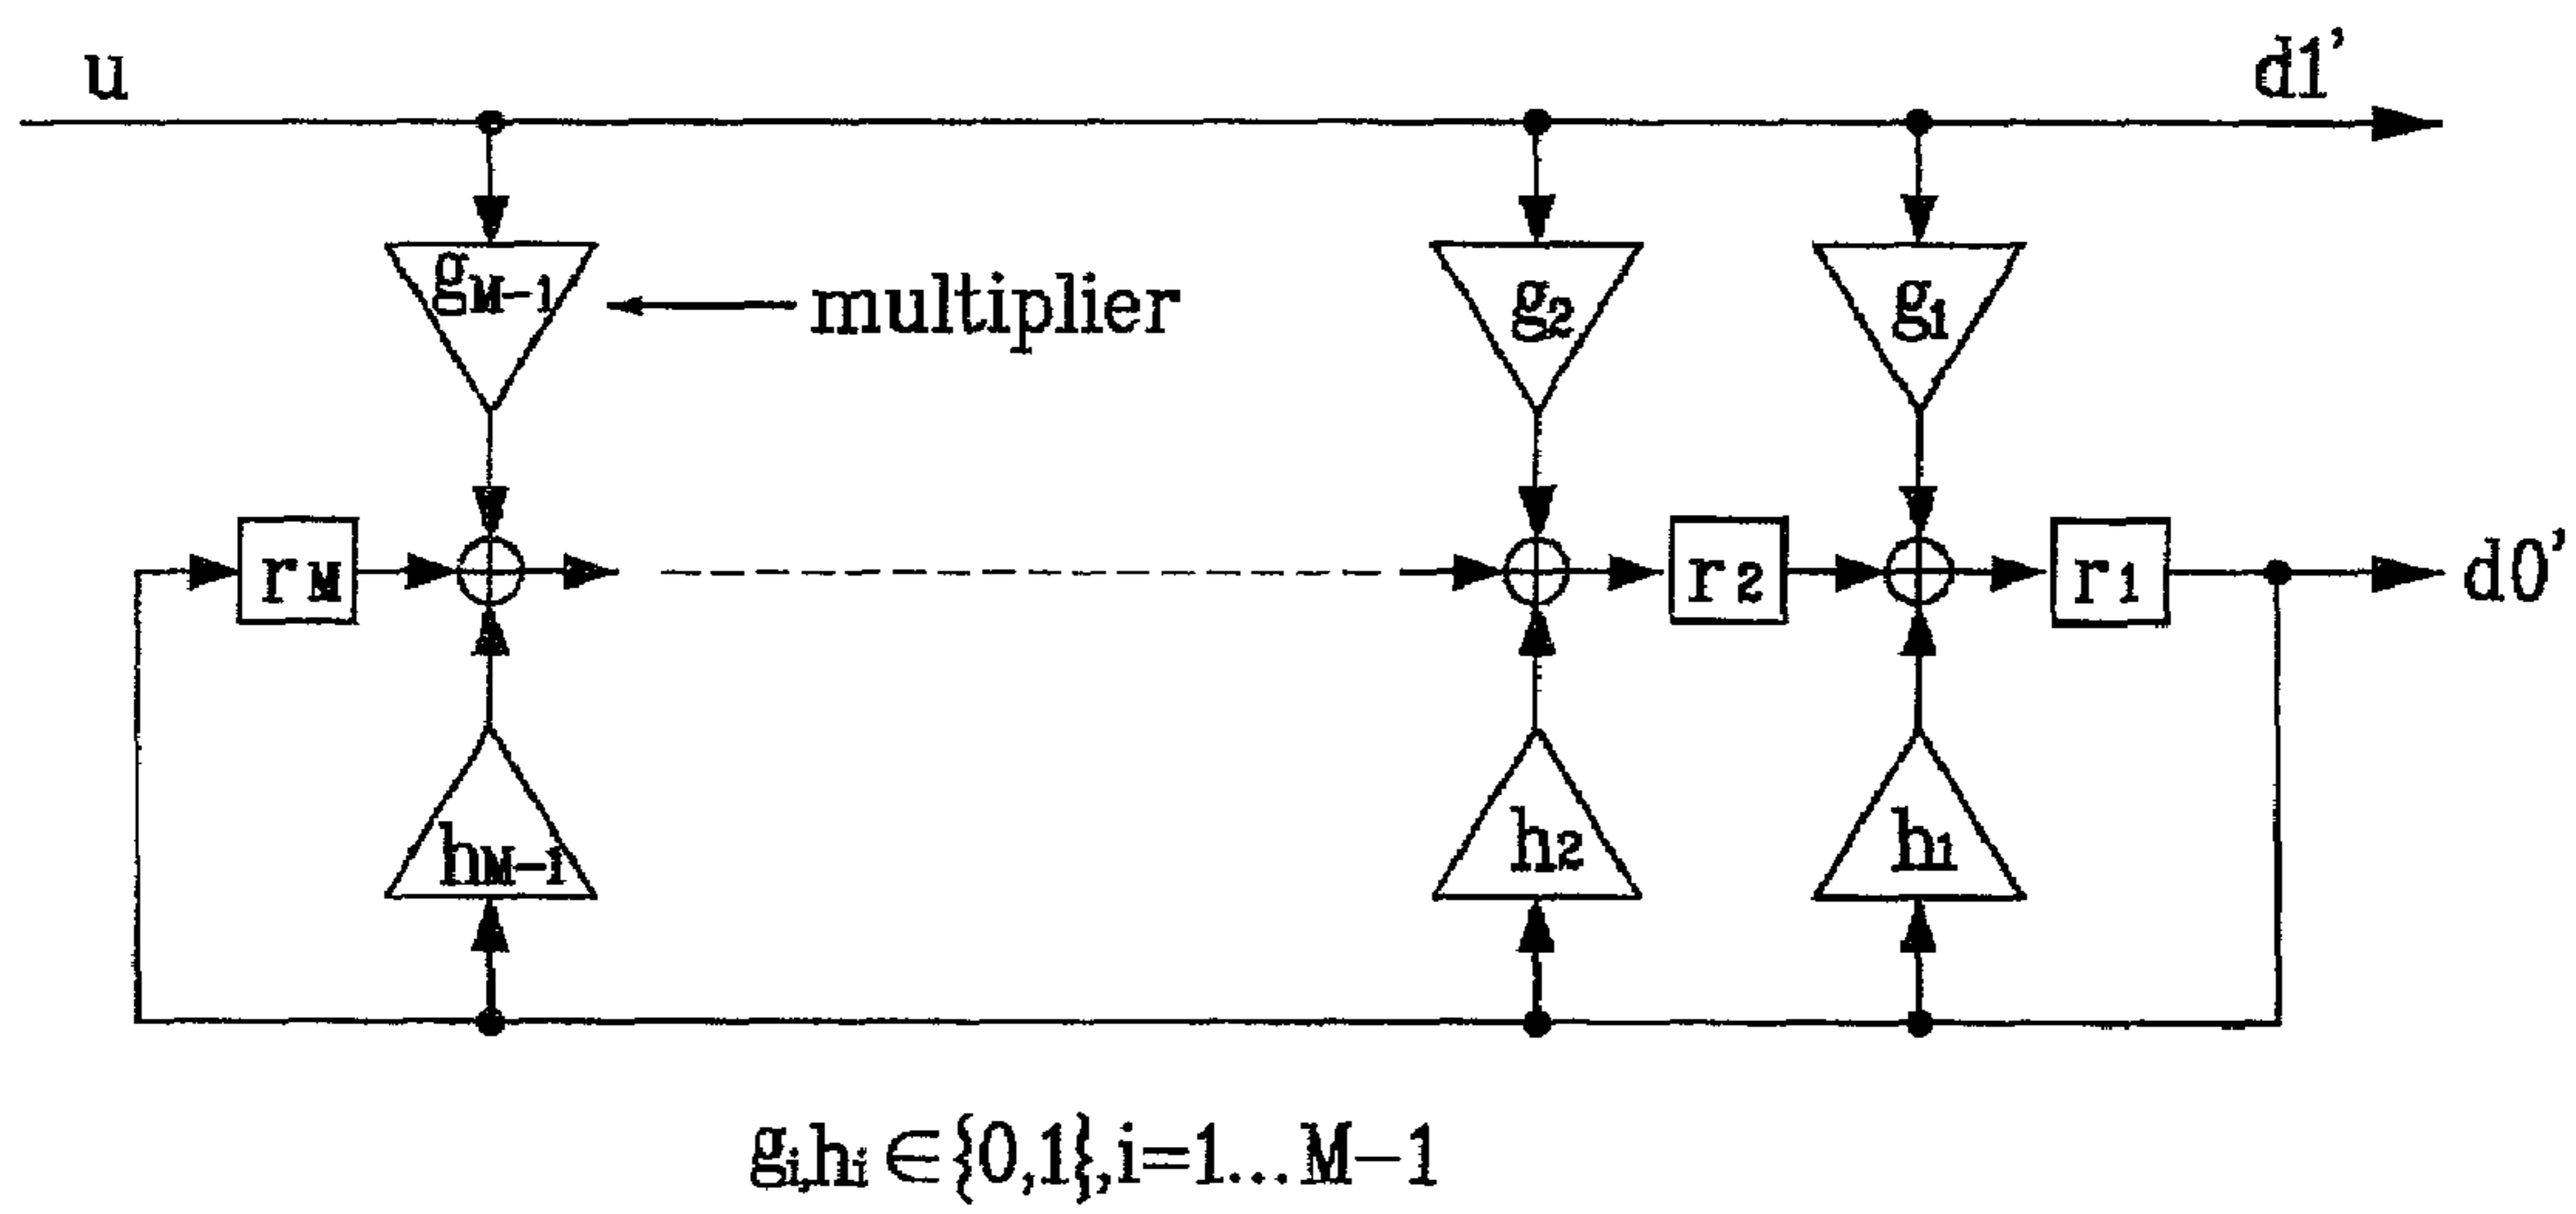 u d1’
gM-1 multiplier g2 g1
rM r2 r1 d0’
hM-1 h2 h1
gi,hi∈{0,1},i=1...M-1